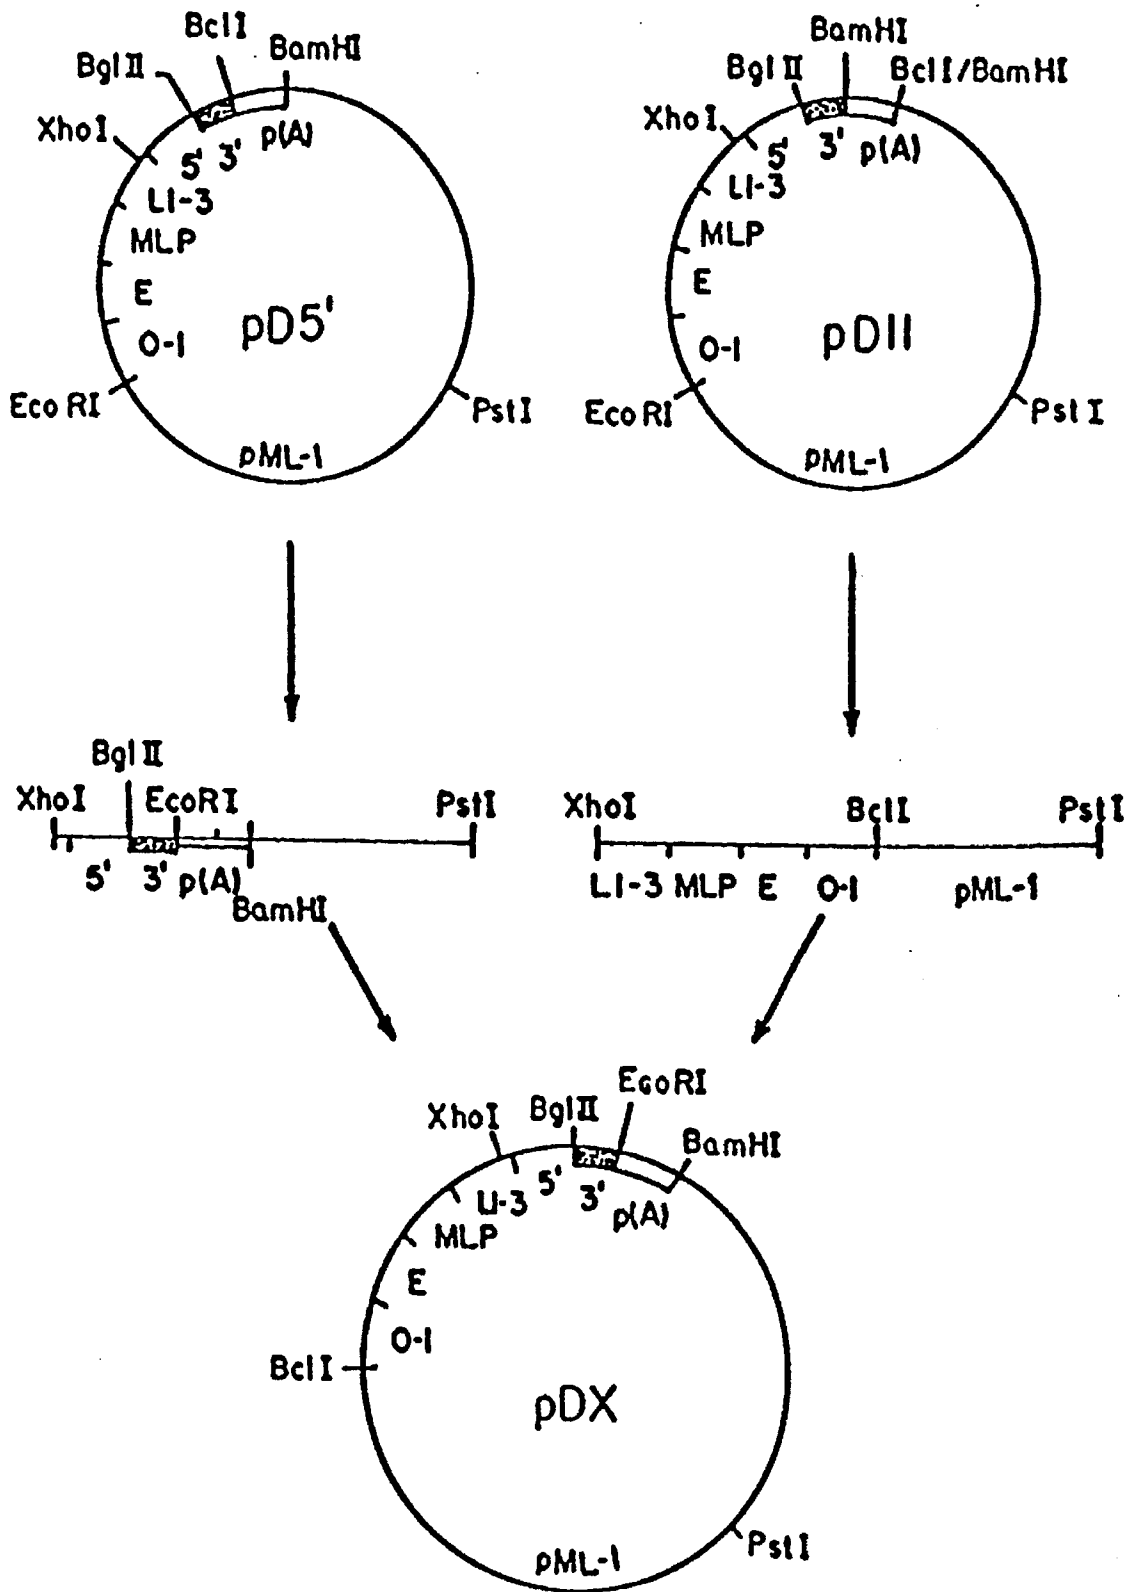 BclI
BamHI
BglII
XhoI
5' 3' p(A)
L1-3
MLP
E
O-1
EcoRI
pD5'
PstI
pML-1
BamHI
BglII
BclI/BamHI
XhoI
5' 3' p(A)
L1-3
MLP
E
O-1
EcoRI
pD11
PstI
pML-1
BglII
XhoI EcoRI PstI
5' 3' p(A)
BamHI
XhoI BclI PstI
L1-3 MLP E O-1 pML-1
EcoRI
XhoI BglII BamHI
L1-3 5' 3' p(A)
MLP
E
O-1
BclI
pDX
PstI
pML-1